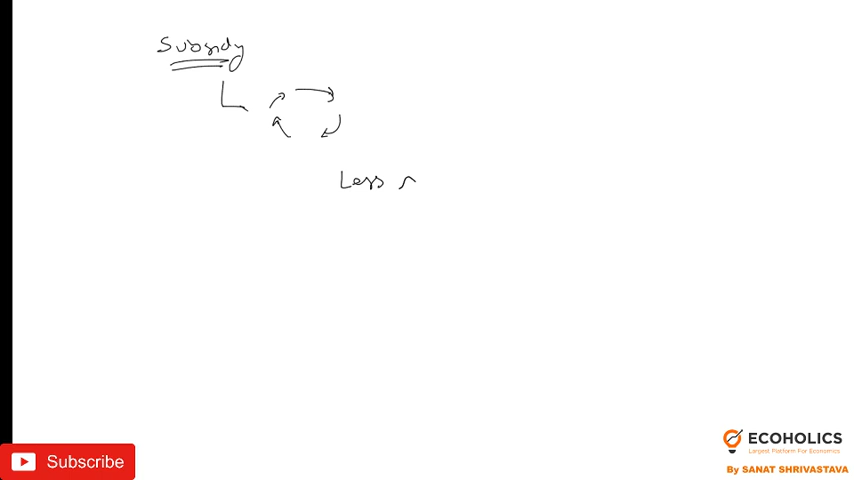 Subsidy
Less
Subscribe
ECOHOLICS
Largest Platform For Economics
By SANAT SHRIVASTAVA